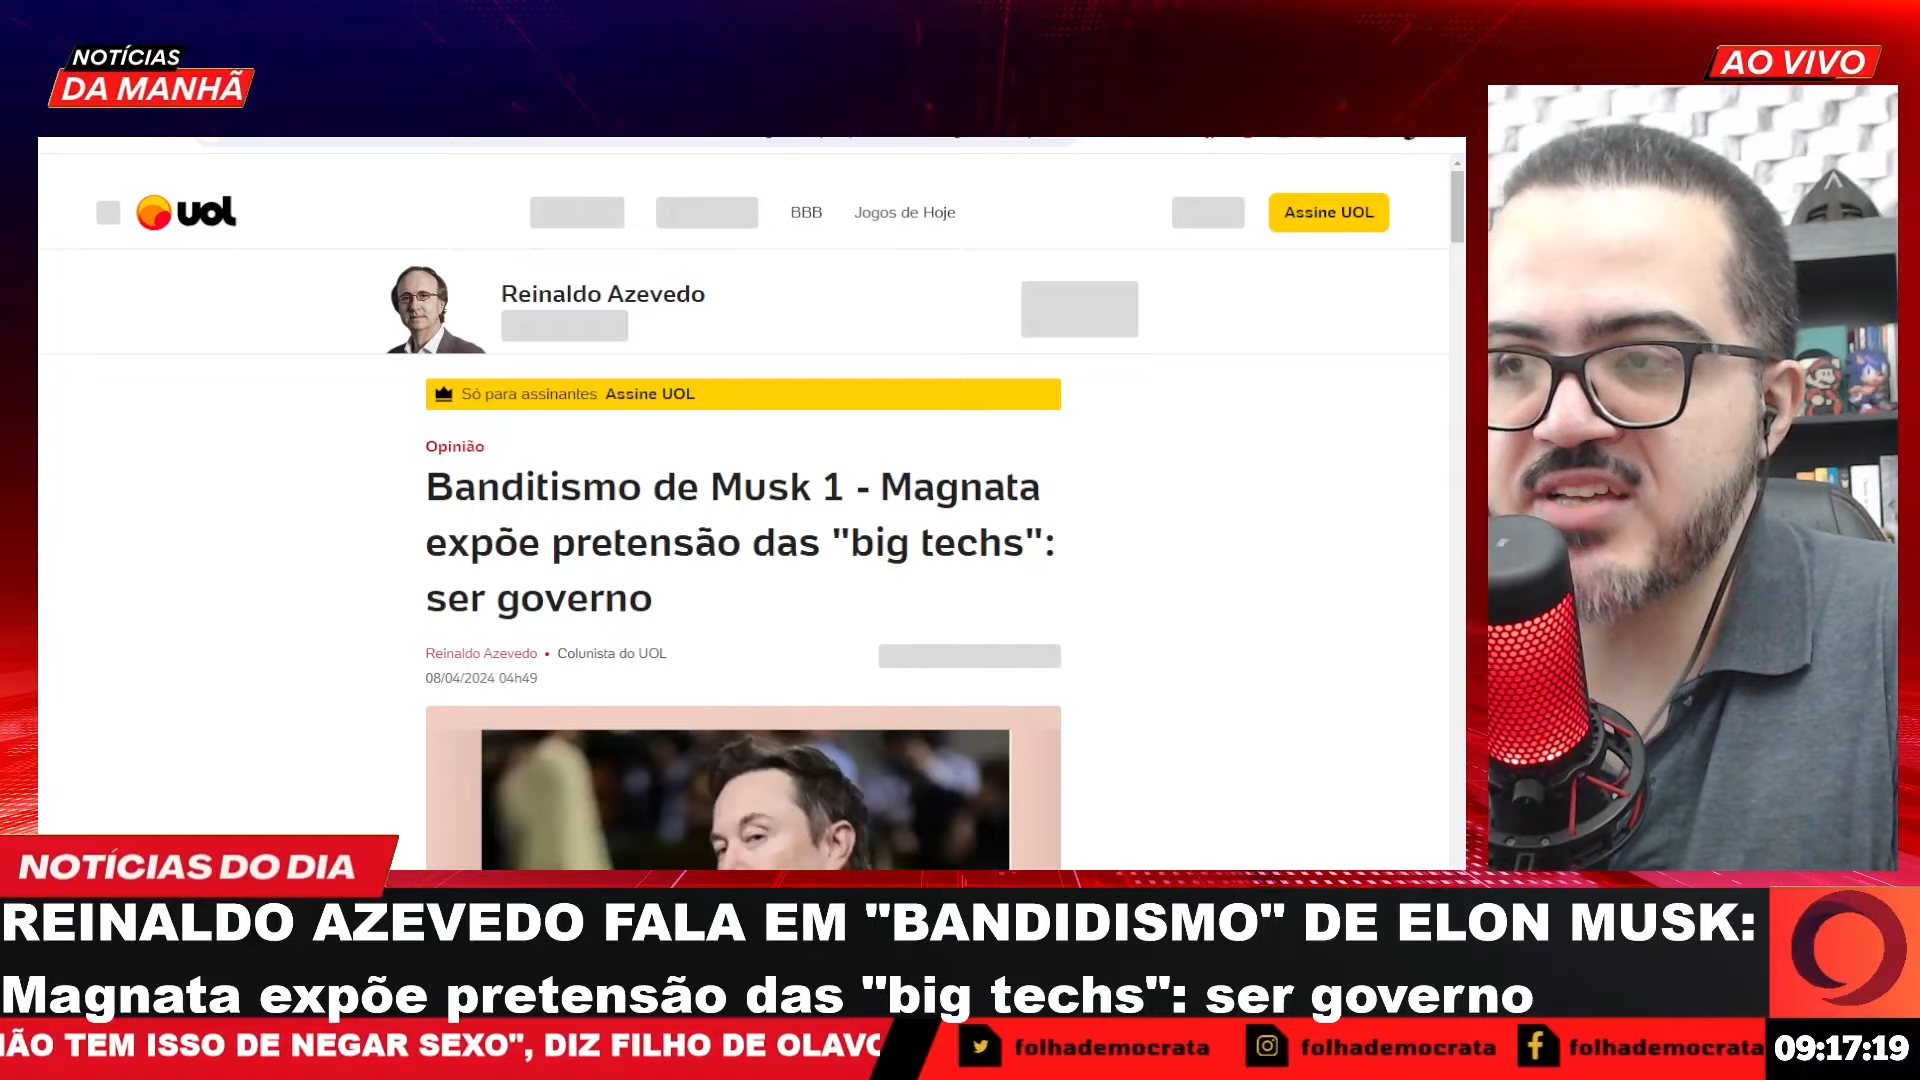 NOTÍCIAS
DA MANHÃ
AO VIVO
uol
BBB
Jogos de Hoje
Assine UOL
Reinaldo Azevedo
Só para assinantes Assine UOL
Opinião
Banditismo de Musk 1 - Magnata
expõe pretensão das "big techs":
ser governo
Reinaldo Azevedo • Colunista do UOL
08/04/2024 04h49
NOTÍCIAS DO DIA
REINALDO AZEVEDO FALA EM "BANDIDISMO" DE ELON MUSK:
Magnata expõe pretensão das "big techs": ser governo
ÃO TEM ISSO DE NEGAR SEXO", DIZ FILHO DE OLAVO
folhademocrata
folhademocrata
folhademocrata
09:17:19